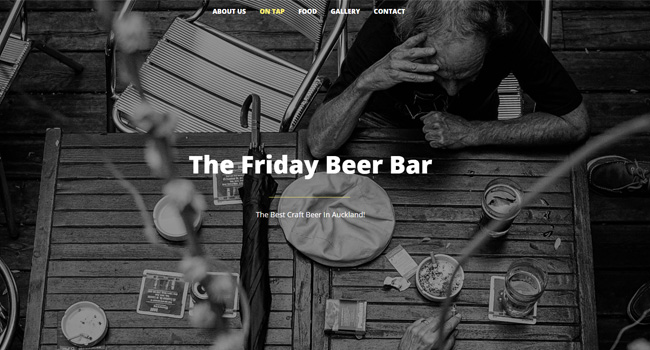 ABOUT US ON TAP FOOD GALLERY CONTACT
The Friday Beer Bar
The Best Craft Beer In Auckland!